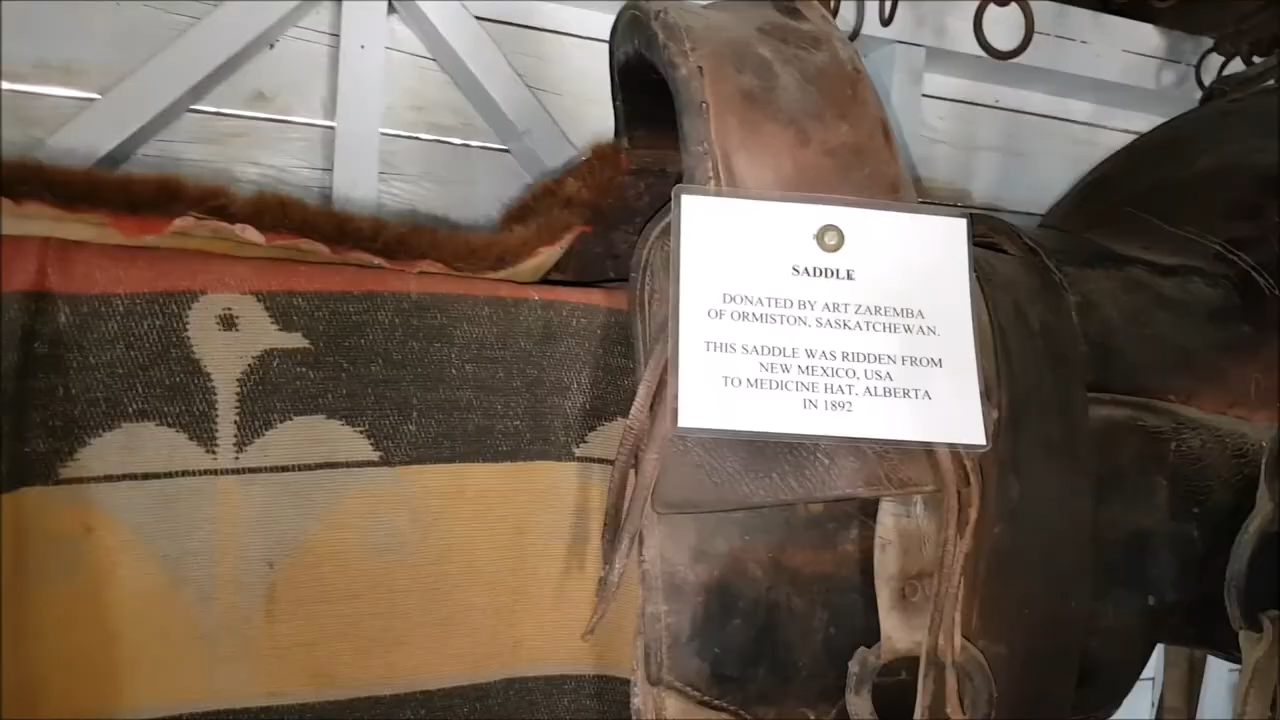 SADDLE
DONATED BY ART ZAREMBA
OF ORMISTON, SASKATCHEWAN.
THIS SADDLE WAS RIDDEN FROM
NEW MEXICO, USA
TO MEDICINE HAT, ALBERTA
IN 1892